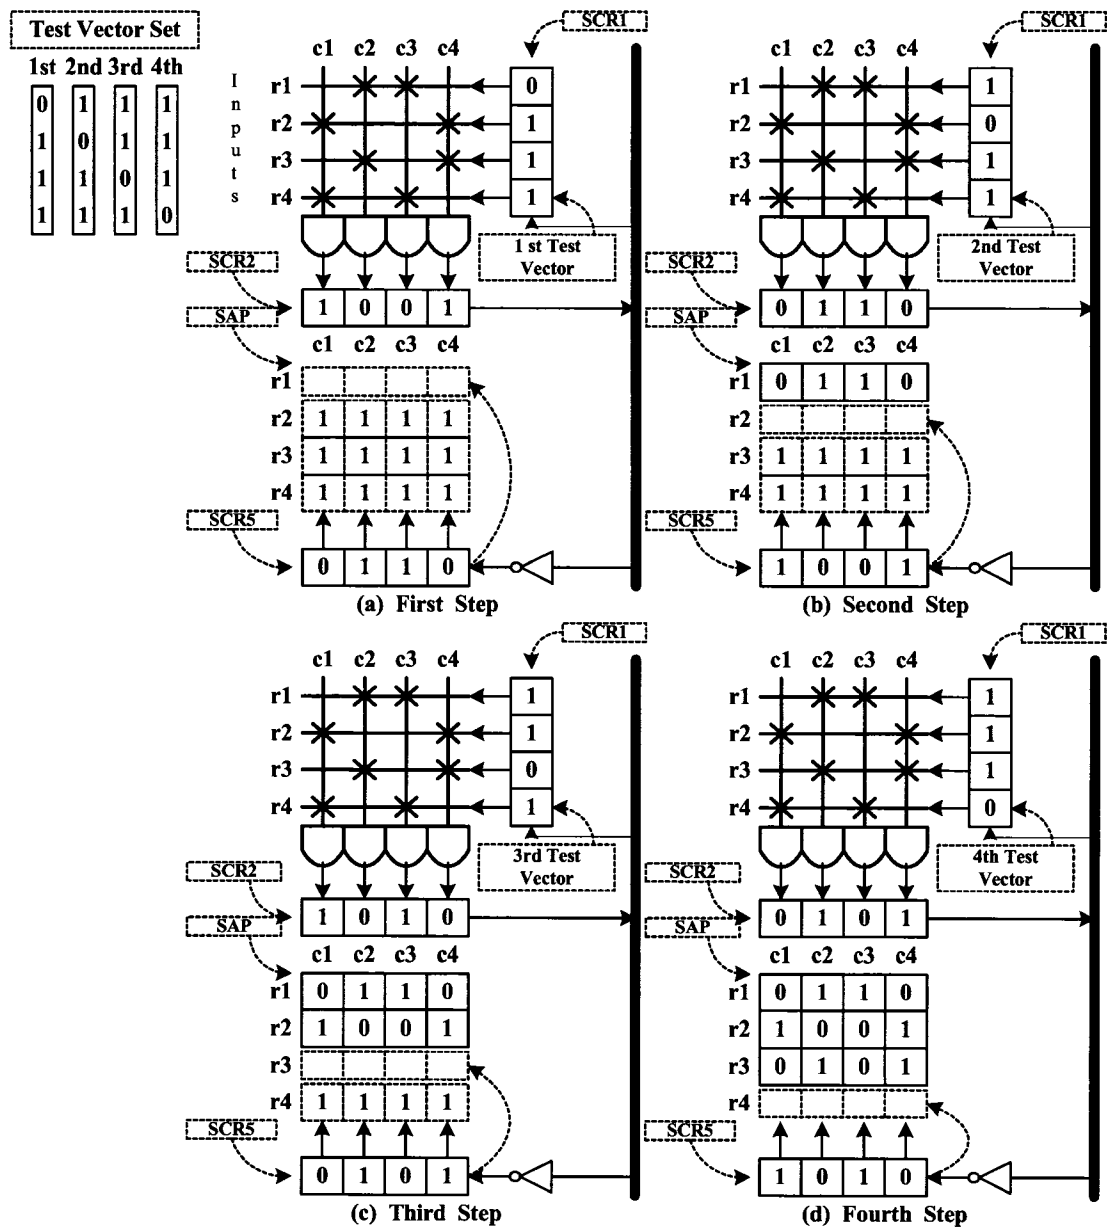 Test Vector Set
1st 2nd 3rd 4th
0 1 1 1
1 0 1 1
1 1 0 1
1 1 1 0
Inputs
SCR1
c1 c2 c3 c4
r1 0
r2 1
r3 1
r4 1
1 st Test
Vector
SCR2
1 0 0 1
SAP
c1 c2 c3 c4
r1
r2 1 1 1 1
r3 1 1 1 1
r4 1 1 1 1
SCR5
0 1 1 0
(a) First Step
SCR1
c1 c2 c3 c4
r1 1
r2 0
r3 1
r4 1
2nd Test
Vector
SCR2
0 1 1 0
SAP
c1 c2 c3 c4
r1 0 1 1 0
r2
r3 1 1 1 1
r4 1 1 1 1
SCR5
1 0 0 1
(b) Second Step
SCR1
c1 c2 c3 c4
r1 1
r2 1
r3 0
r4 1
3rd Test
Vector
SCR2
1 0 1 0
SAP
c1 c2 c3 c4
r1 0 1 1 0
r2 1 0 0 1
r3
r4 1 1 1 1
SCR5
0 1 0 1
(c) Third Step
SCR1
c1 c2 c3 c4
r1 1
r2 1
r3 1
r4 0
4th Test
Vector
SCR2
0 1 0 1
SAP
c1 c2 c3 c4
r1 0 1 1 0
r2 1 0 0 1
r3 0 1 0 1
r4
SCR5
1 0 1 0
(d) Fourth Step